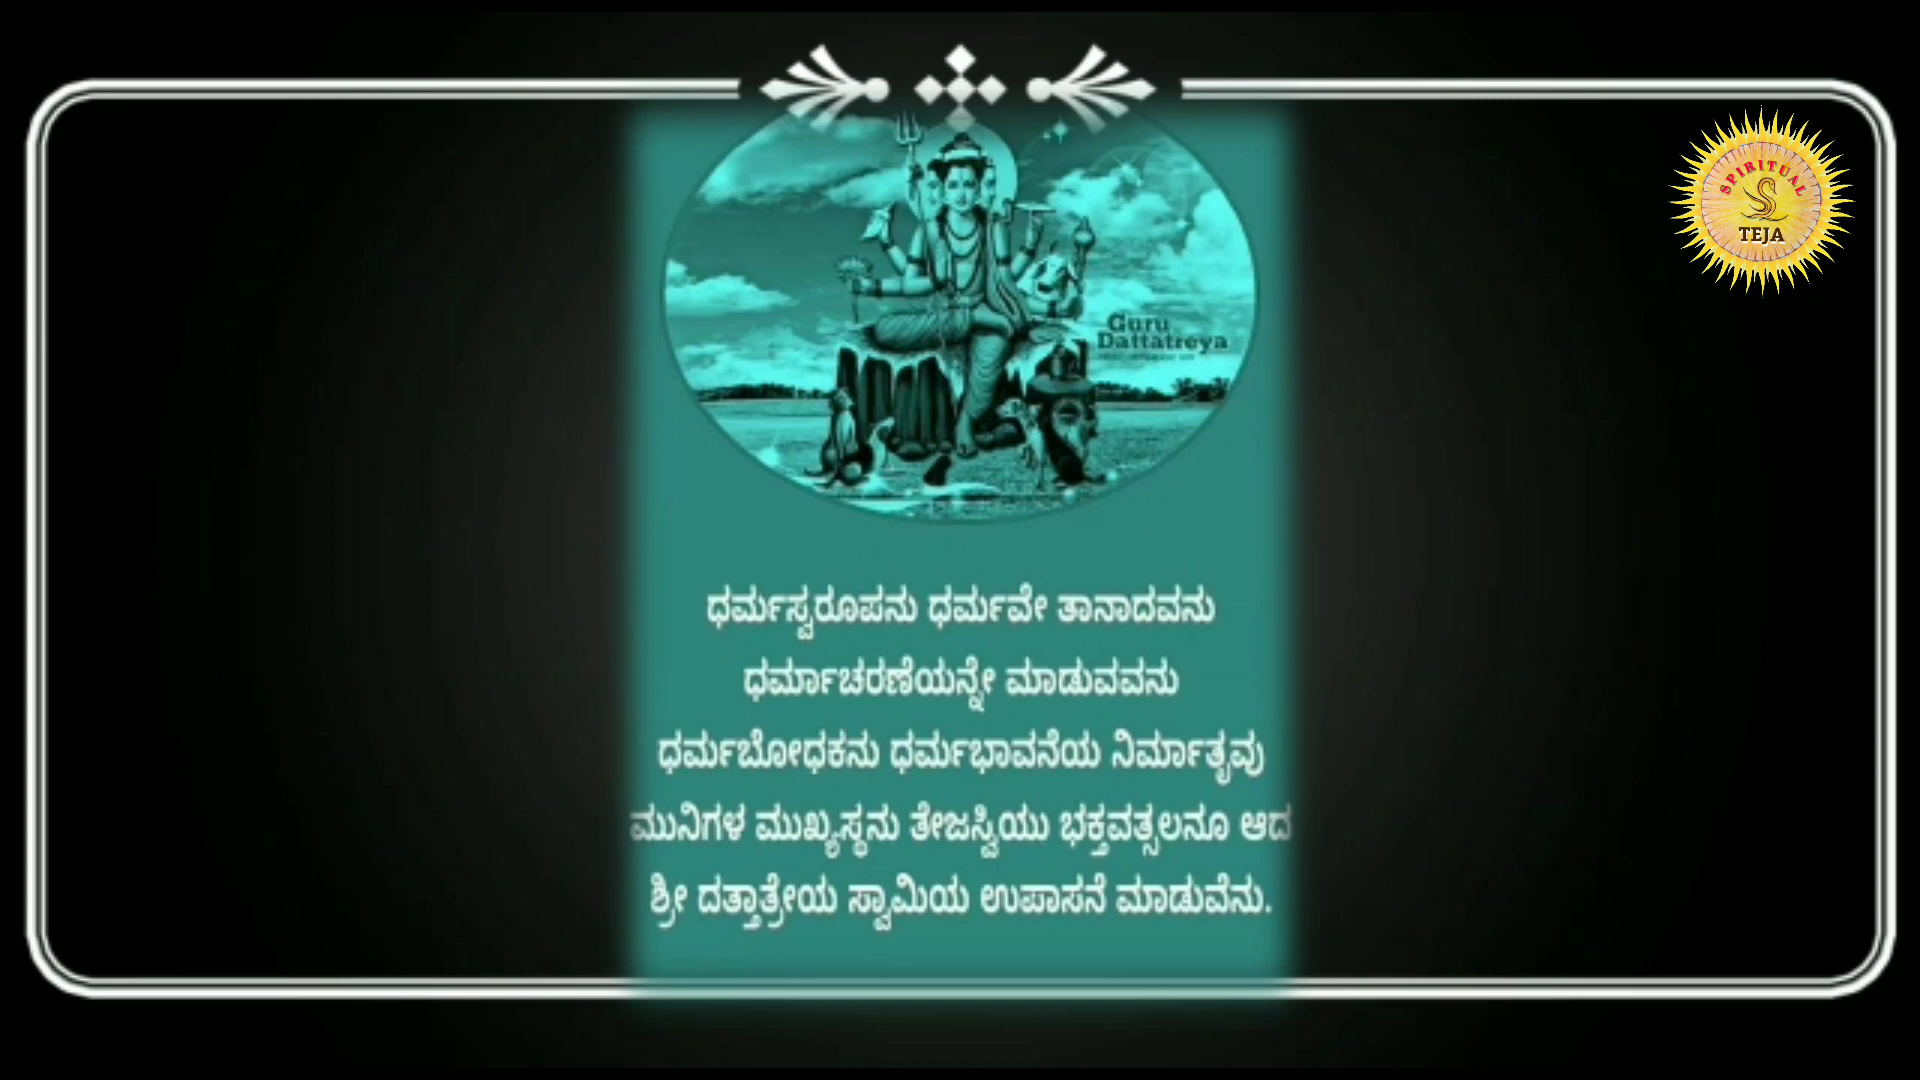 SPIRITUAL
TEJA
Guru
Dattatreya
ಧರ್ಮಸ್ವರೂಪನು ಧರ್ಮವೇ ತಾನಾದವನು
ಧರ್ಮಾಚರಣೆಯನ್ನೇ ಮಾಡುವವನು
ಧರ್ಮಬೋಧಕನು ಧರ್ಮಭಾವನೆಯ ನಿರ್ಮಾತೃವು
ಮುನಿಗಳ ಮುಖ್ಯಸ್ಥನು ತೇಜಸ್ವಿಯು ಭಕ್ತವತ್ಸಲನೂ ಆದ
ಶ್ರೀ ದತ್ತಾತ್ರೇಯ ಸ್ವಾಮಿಯ ಉಪಾಸನೆ ಮಾಡುವೆನು.